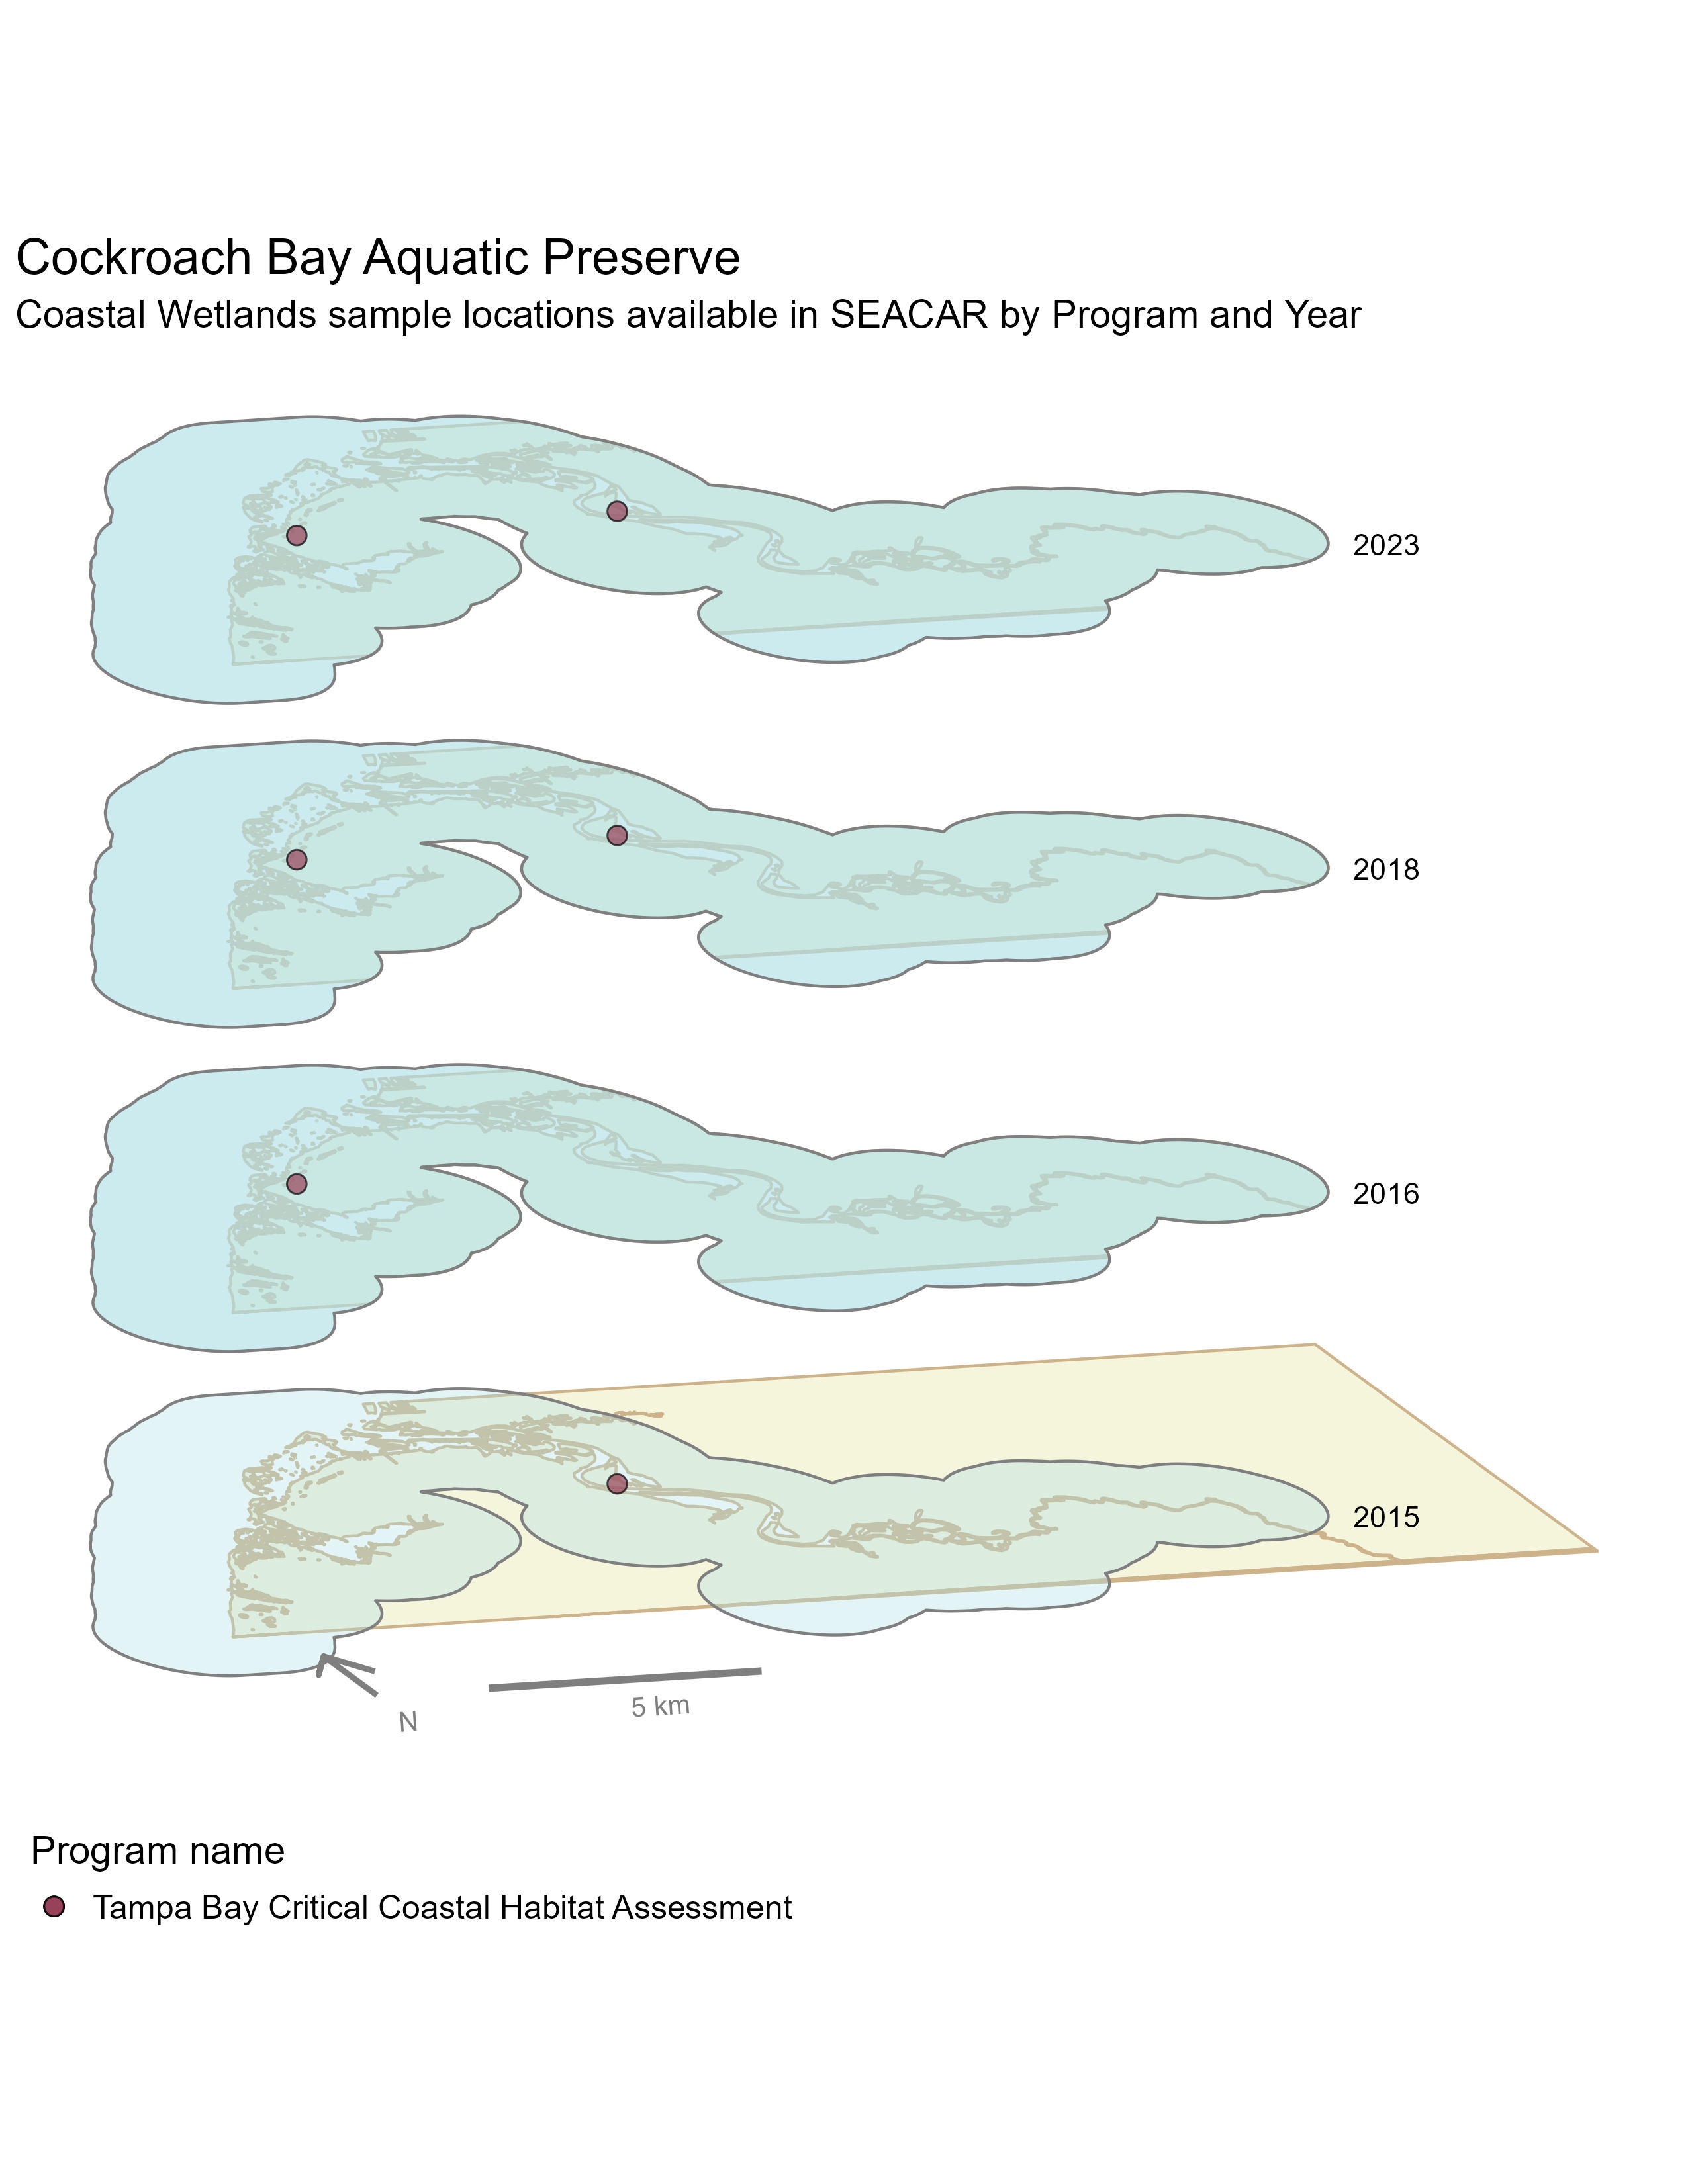 Cockroach Bay Aquatic Preserve
Coastal Wetlands sample locations available in SEACAR by Program and Year
2023
2018
2016
2015
N
5 km
Program name
Tampa Bay Critical Coastal Habitat Assessment